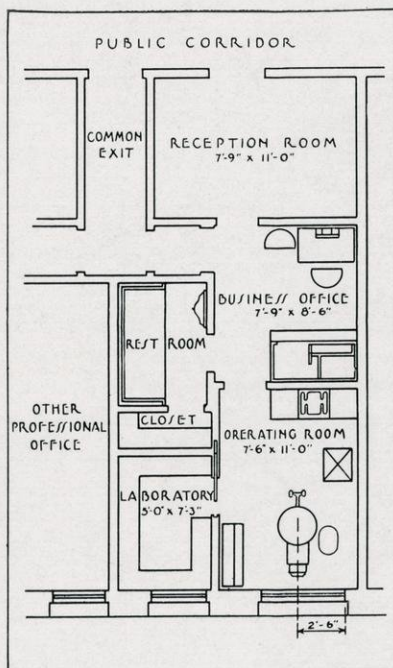 PUBLIC CORRIDOR
COMMON
EXIT
RECEPTION ROOM
7'-9" x 11'-0"
BUSINESS OFFICE
7'-9" x 8'-6"
REST ROOM
CLOSET
OTHER
PROFESSIONAL
OFFICE
ORERATING ROOM
7'-6" x 11'-0"
LABORATORY
5'-0" x 7'-3"
2'-6"